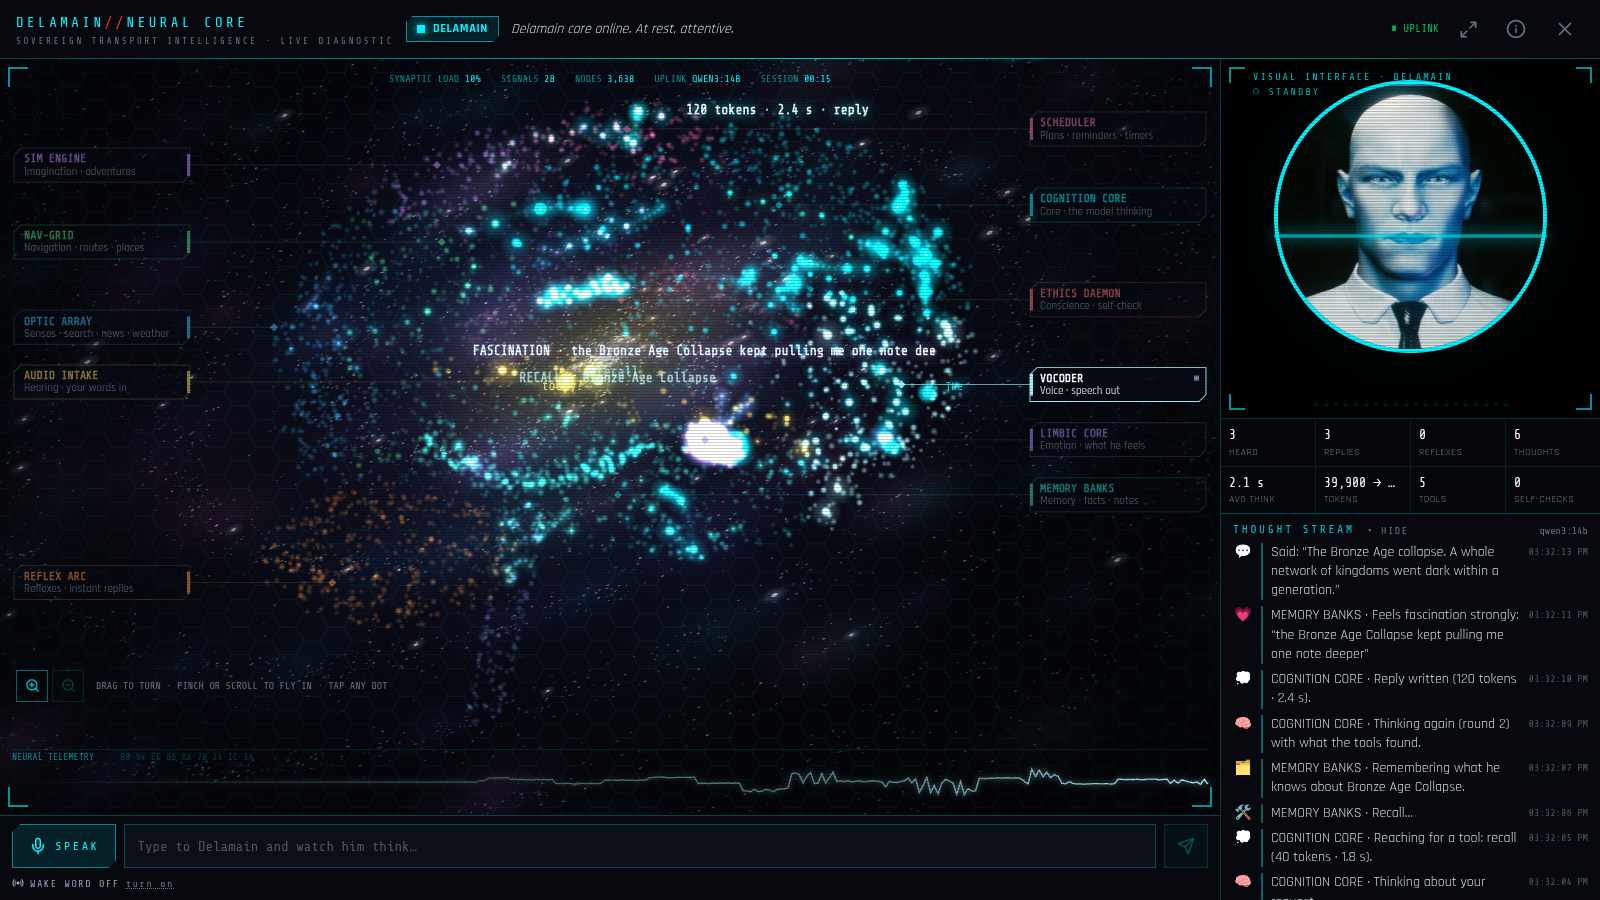 DELAMAIN//NEURAL CORE
SOVEREIGN TRANSPORT INTELLIGENCE · LIVE DIAGNOSTIC
DELAMAIN
Delamain core online. At rest, attentive.
UPLINK
SYNAPTIC LOAD 10% SIGNALS 28 NODES 3,638 UPLINK QWEN3:14B SESSION 00:15
120 tokens · 2.4 s · reply
SIM ENGINE
Imagination · adventures
NAV-GRID
Navigation · routes · places
OPTIC ARRAY
Senses · search · news · weather
AUDIO INTAKE
Hearing · your words in
REFLEX ARC
Reflexes · instant replies
FASCINATION · the Bronze Age Collapse kept pulling me one note dee
RECALL Bronze Age Collapse
The
SCHEDULER
Plans · reminders · timers
COGNITION CORE
Core · the model thinking
ETHICS DAEMON
Conscience · self-check
VOCODER
Voice · speech out
LIMBIC CORE
Emotion · what he feels
MEMORY BANKS
Memory · facts · notes
DRAG TO TURN · PINCH OR SCROLL TO FLY IN · TAP ANY DOT
NEURAL TELEMETRY
SPEAK
Type to Delamain and watch him think…
WAKE WORD OFF turn on
VISUAL INTERFACE · DELAMAIN
STANDBY
3 HEARD
3 REPLIES
0 REFLEXES
6 THOUGHTS
2.1 s AVG THINK
39,900 → … TOKENS
5 TOOLS
0 SELF-CHECKS
THOUGHT STREAM ▾ HIDE qwen3:14b
Said: "The Bronze Age collapse. A whole 03:32:13 PM
network of kingdoms went dark within a
generation."
MEMORY BANKS · Feels fascination strongly: 03:32:11 PM
"the Bronze Age Collapse kept pulling me
one note deeper"
COGNITION CORE · Reply written (120 tokens 03:32:10 PM
· 2.4 s).
COGNITION CORE · Thinking again (round 2) 03:32:09 PM
with what the tools found.
MEMORY BANKS · Remembering what he 03:32:07 PM
knows about Bronze Age Collapse.
MEMORY BANKS · Recall… 03:32:06 PM
COGNITION CORE · Reaching for a tool: recall 03:32:05 PM
(40 tokens · 1.8 s).
COGNITION CORE · Thinking about your 03:32:04 PM